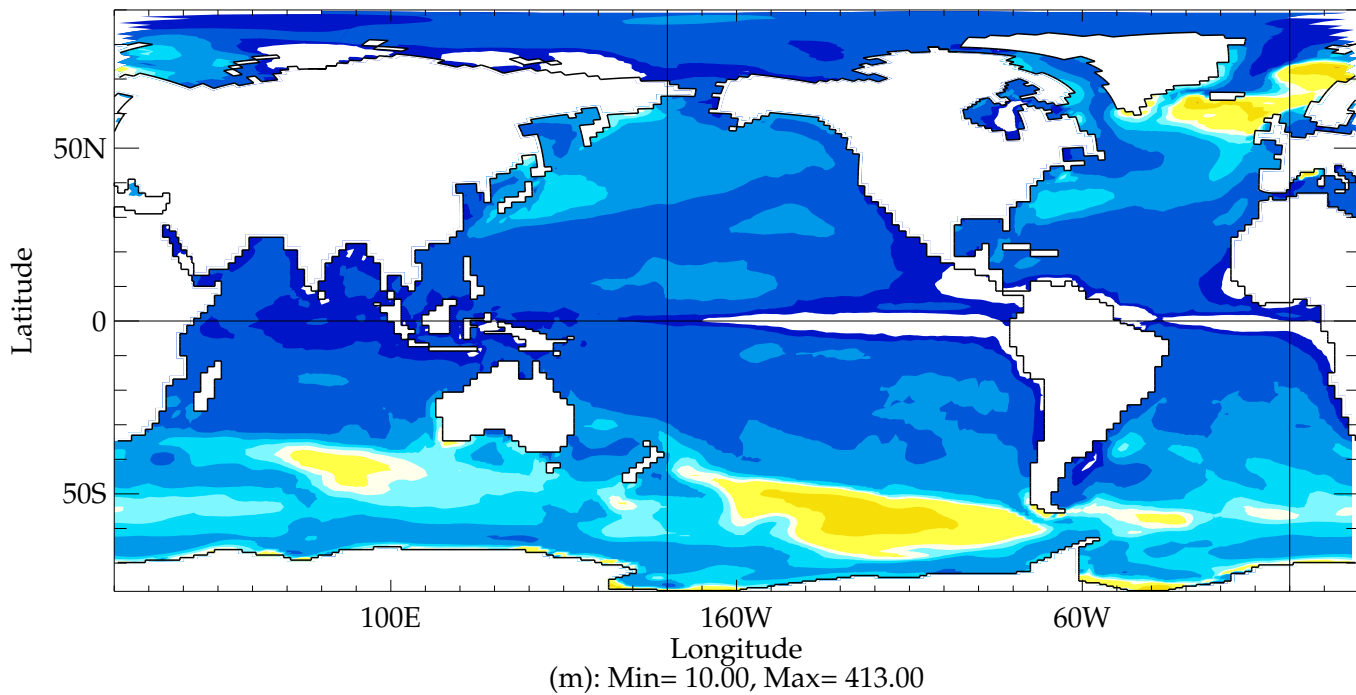 50N
0
50S
Latitude
100E
160W
60W
Longitude
(m): Min= 10.00, Max= 413.00